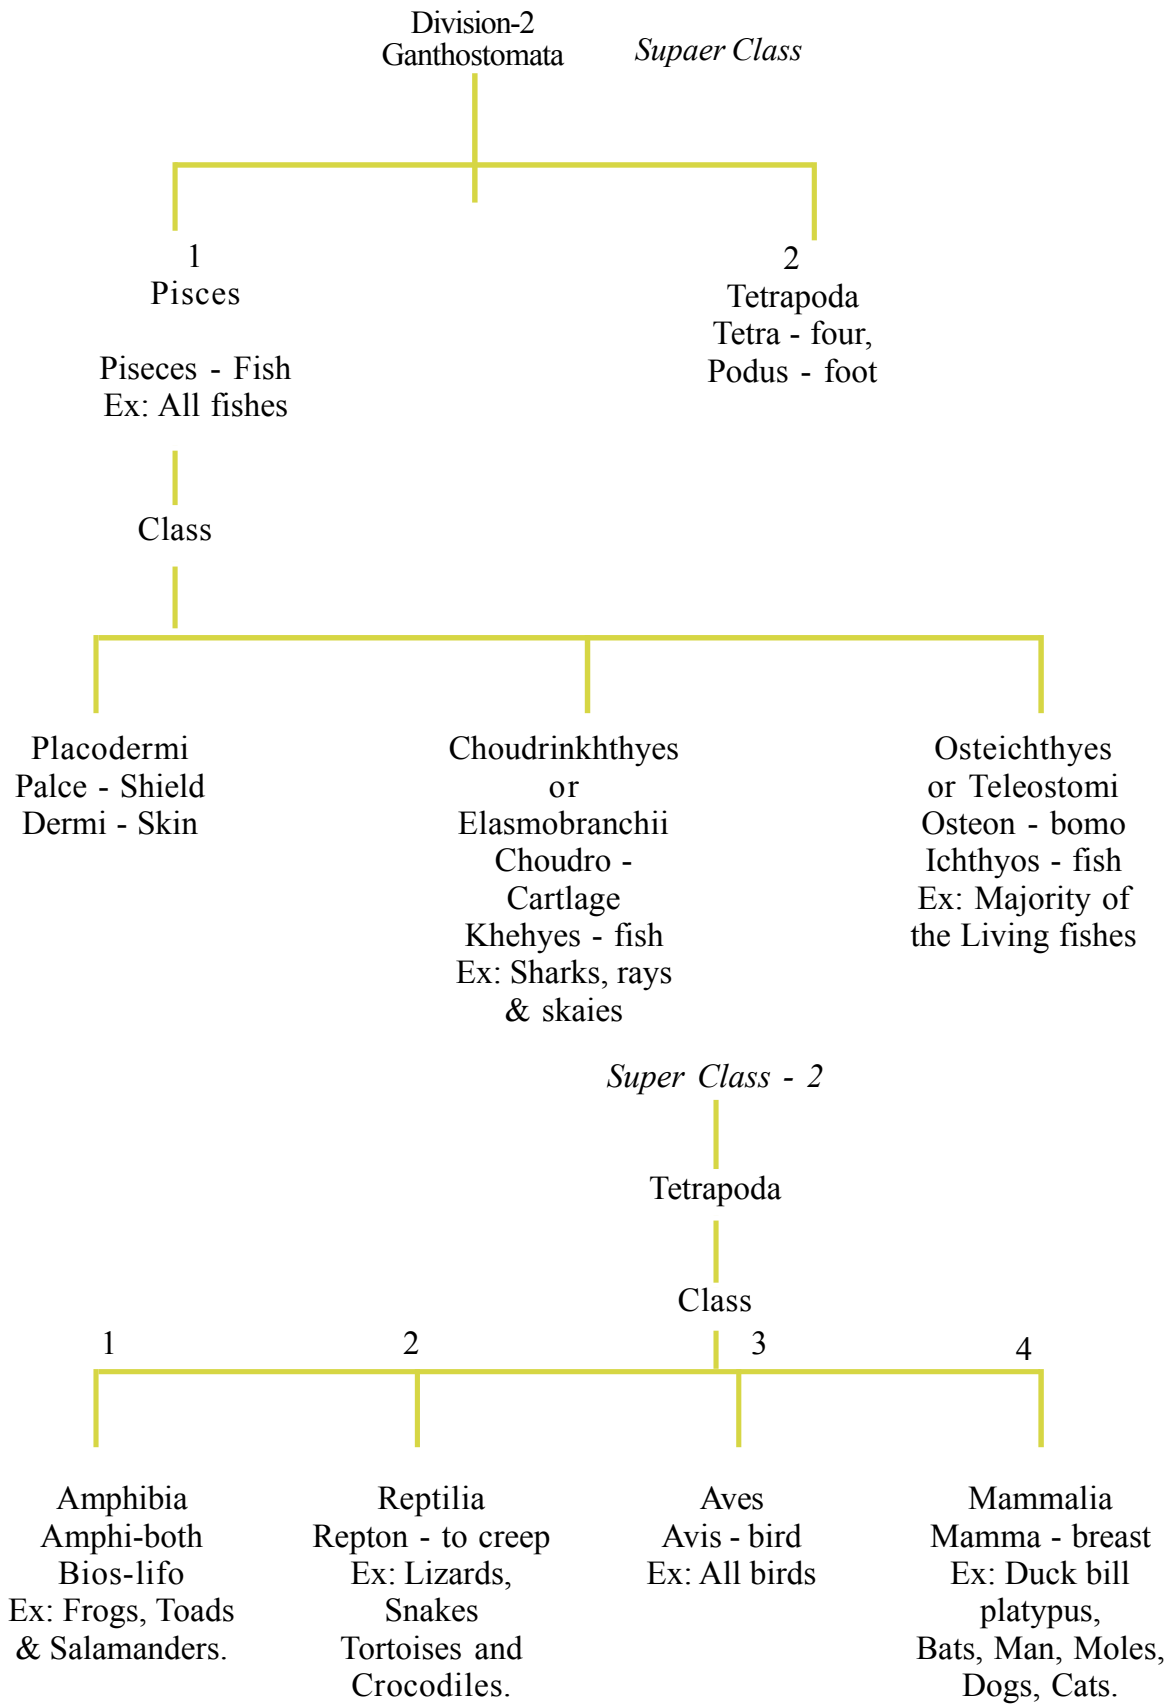 Division-2
Ganthostomata
Supaer Class
1
Pisces
Piseces - Fish
Ex: All fishes
2
Tetrapoda
Tetra - four,
Podus - foot
Class
Placodermi
Palce - Shield
Dermi - Skin
Choudrinkhthyes
or
Elasmobranchii
Choudro -
Cartlage
Khehyes - fish
Ex: Sharks, rays
& skaies
Osteichthyes
or Teleostomi
Osteon - bomo
Ichthyos - fish
Ex: Majority of
the Living fishes
Super Class - 2
Tetrapoda
Class
1
2
3
4
Amphibia
Amphi-both
Bios-lifo
Ex: Frogs, Toads
& Salamanders.
Reptilia
Repton - to creep
Ex: Lizards,
Snakes
Tortoises and
Crocodiles.
Aves
Avis - bird
Ex: All birds
Mammalia
Mamma - breast
Ex: Duck bill
platypus,
Bats, Man, Moles,
Dogs, Cats.